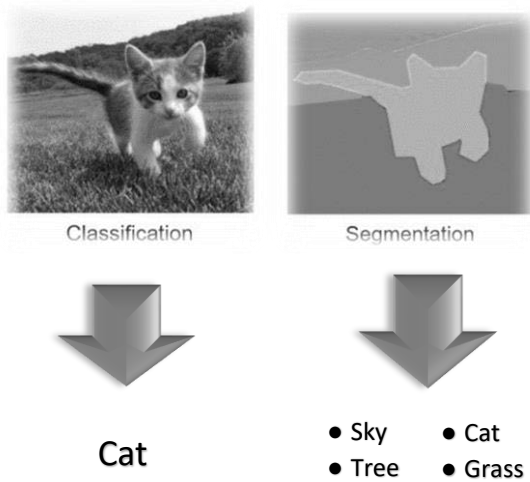 Classification
Segmentation
Cat
● Sky
● Cat
● Tree
● Grass